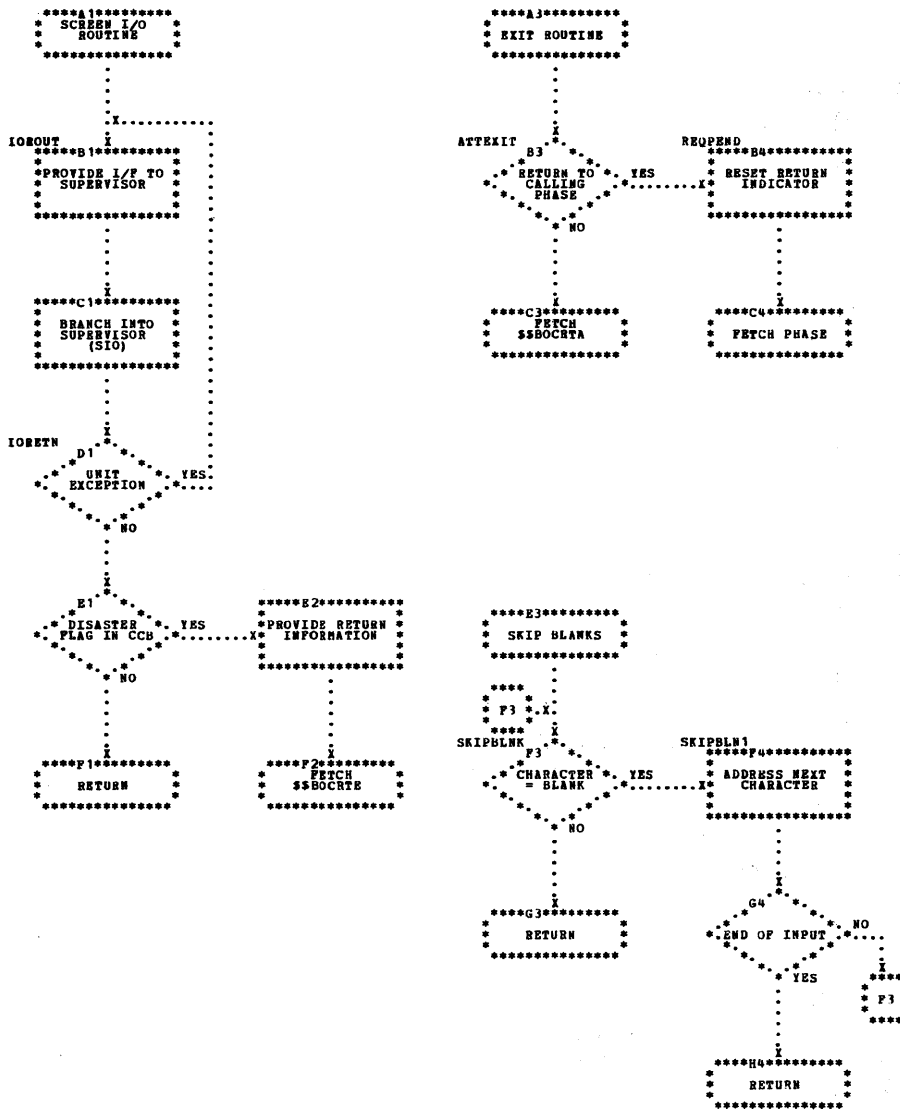 A1
SCREEN I/O
ROUTINE
IOROUT
B1
PROVIDE I/F TO
SUPERVISOR
C1
BRANCH INTO
SUPERVISOR
(SIO)
IORETN
D1
UNIT
EXCEPTION
YES
NO
E1
DISASTER
FLAG IN CCB
YES
NO
E2
PROVIDE RETURN
INFORMATION
F1
RETURN
F2
FETCH
$$BOCRTE
A3
EXIT ROUTINE
ATTEXIT
B3
RETURN TO
CALLING
PHASE
YES
NO
REQPEND
B4
RESET RETURN
INDICATOR
C3
FETCH
$$BOCRTA
C4
FETCH PHASE
E3
SKIP BLANKS
F3
SKIPBLNK
F3
CHARACTER
= BLANK
YES
NO
SKIPBLN1
F4
ADDRESS NEXT
CHARACTER
G3
RETURN
G4
END OF INPUT
NO
YES
F3
H4
RETURN